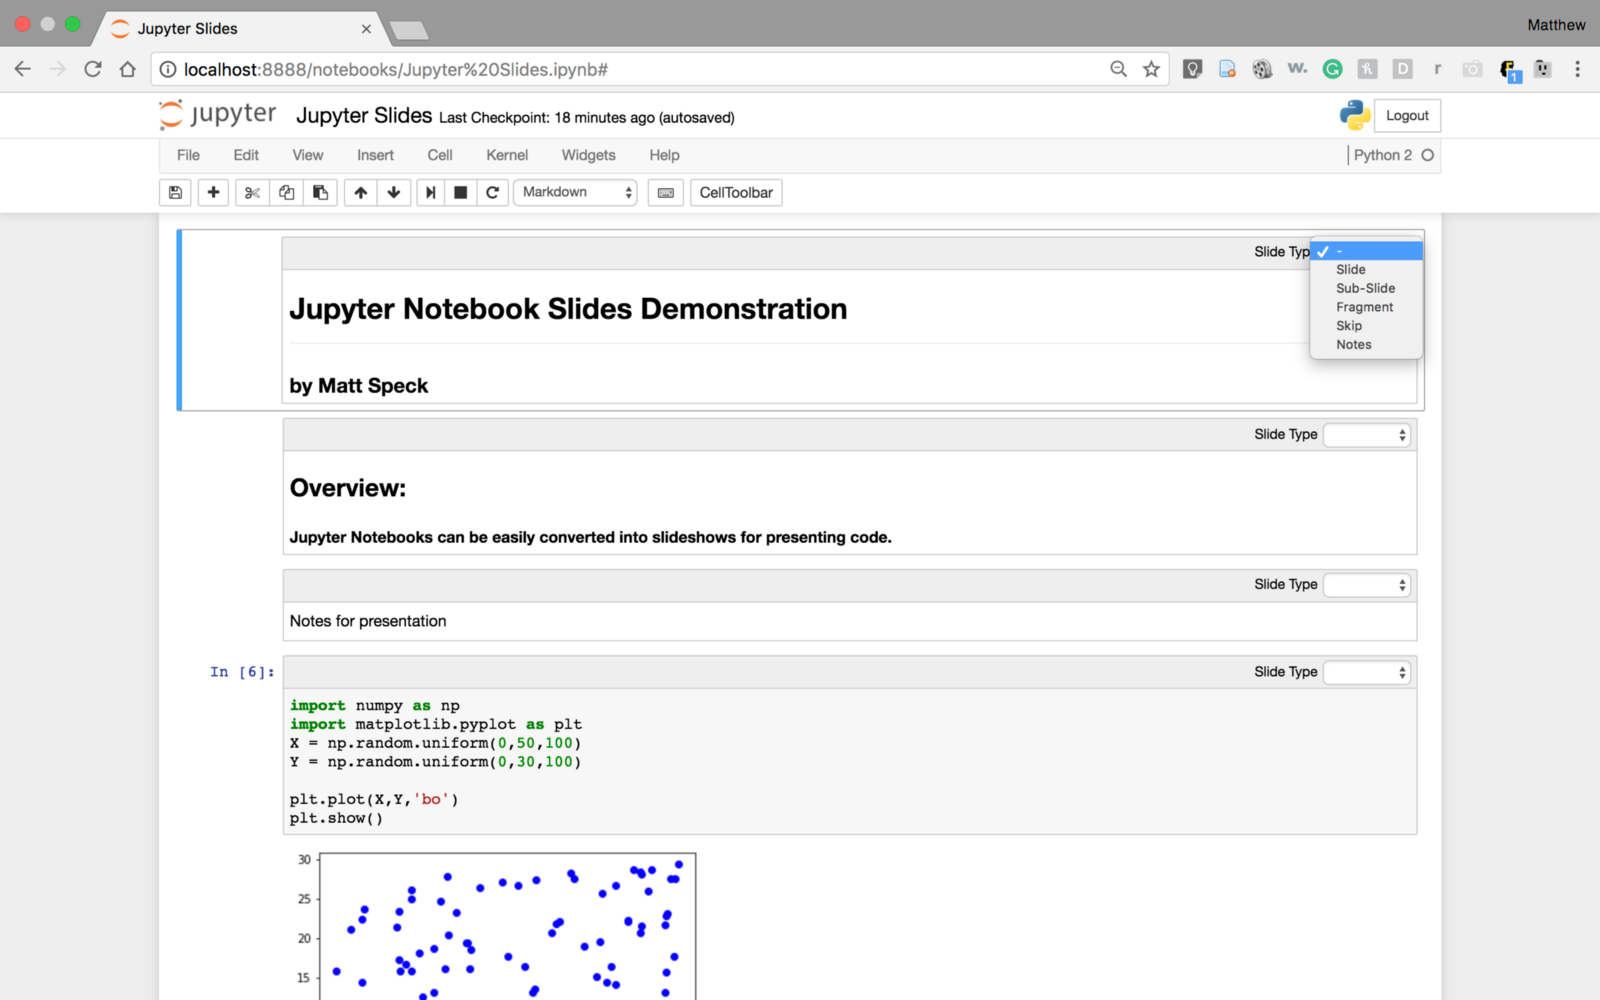 Jupyter Slides
Matthew
localhost:8888/notebooks/Jupyter%20Slides.ipynb#
w.
G
h
D
r
1
jupyter Jupyter Slides Last Checkpoint: 18 minutes ago (autosaved)
Logout
File Edit View Insert Cell Kernel Widgets Help
Python 2
Markdown
CellToolbar
Slide Typ
-
Slide
Sub-Slide
Fragment
Skip
Notes
Jupyter Notebook Slides Demonstration
by Matt Speck
Slide Type
Overview:
Jupyter Notebooks can be easily converted into slideshows for presenting code.
Slide Type
Notes for presentation
In [6]:
Slide Type
import numpy as np
import matplotlib.pyplot as plt
X = np.random.uniform(0,50,100)
Y = np.random.uniform(0,30,100)
plt.plot(X,Y,'bo')
plt.show()
30
25
20
15